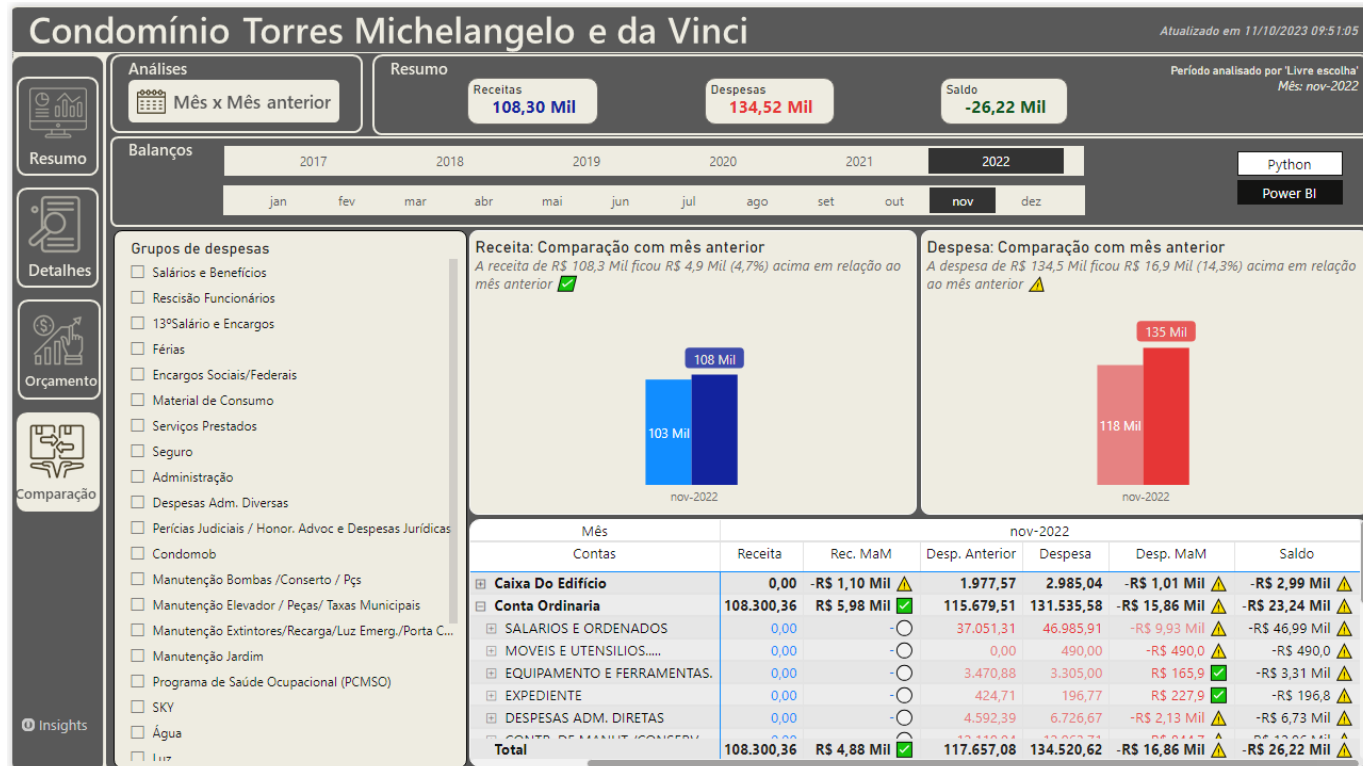 Condomínio Torres Michelangelo e da Vinci
Atualizado em 11/10/2023 09:51:05
Resumo
Detalhes
Orçamento
Comparação
Insights
Análises
Mês x Mês anterior
Resumo
Receitas
108,30 Mil
Despesas
134,52 Mil
Saldo
-26,22 Mil
Período analisado por 'Livre escolha'
Mês: nov-2022
Balanços
2017 2018 2019 2020 2021 2022
jan fev mar abr mai jun jul ago set out nov dez
Python
Power BI
Grupos de despesas
Salários e Benefícios
Rescisão Funcionários
13ºSalário e Encargos
Férias
Encargos Sociais/Federais
Material de Consumo
Serviços Prestados
Seguro
Administração
Despesas Adm. Diversas
Perícias Judiciais / Honor. Advoc e Despesas Jurídicas
Condomob
Manutenção Bombas /Conserto / Pçs
Manutenção Elevador / Peças/ Taxas Municipais
Manutenção Extintores/Recarga/Luz Emerg./Porta C...
Manutenção Jardim
Programa de Saúde Ocupacional (PCMSO)
SKY
Água
Luz
Receita: Comparação com mês anterior
A receita de R$ 108,3 Mil ficou R$ 4,9 Mil (4,7%) acima em relação ao
mês anterior
108 Mil
103 Mil
nov-2022
Despesa: Comparação com mês anterior
A despesa de R$ 134,5 Mil ficou R$ 16,9 Mil (14,3%) acima em relação
ao mês anterior
135 Mil
118 Mil
nov-2022
Mês nov-2022
Contas Receita Rec. MaM Desp. Anterior Despesa Desp. MaM Saldo
Caixa Do Edifício 0,00 -R$ 1,10 Mil 1.977,57 2.985,04 -R$ 1,01 Mil -R$ 2,99 Mil
Conta Ordinaria 108.300,36 R$ 5,98 Mil 115.679,51 131.535,58 -R$ 15,86 Mil -R$ 23,24 Mil
SALARIOS E ORDENADOS 0,00 - 37.051,31 46.985,91 -R$ 9,93 Mil -R$ 46,99 Mil
MOVEIS E UTENSILIOS..... 0,00 - 0,00 490,00 -R$ 490,0 -R$ 490,0
EQUIPAMENTO E FERRAMENTAS. 0,00 - 3.470,88 3.305,00 R$ 165,9 -R$ 3,31 Mil
EXPEDIENTE 0,00 - 424,71 196,77 R$ 227,9 -R$ 196,8
DESPESAS ADM. DIRETAS 0,00 - 4.592,39 6.726,67 -R$ 2,13 Mil -R$ 6,73 Mil
Total 108.300,36 R$ 4,88 Mil 117.657,08 134.520,62 -R$ 16,86 Mil -R$ 26,22 Mil